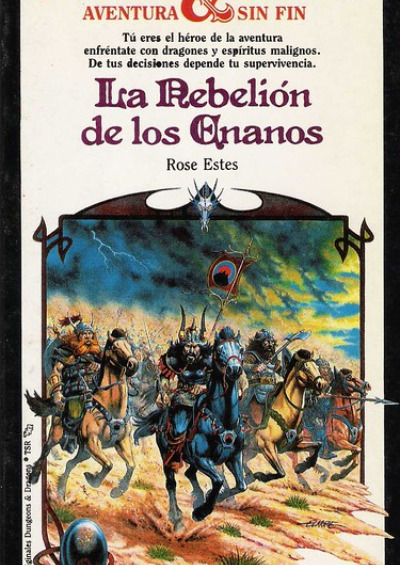 AVENTURA & SIN FIN
Tú eres el héroe de la aventura
enfréntate con dragones y espíritus malignos.
De tus decisiones depende tu supervivencia.
La Rebelión
de los Enanos
Rose Estes
ginales Dungeons & Dragons • TSR